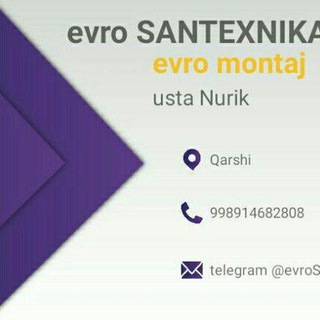 evro SANTEXNIKA
evro montaj
usta Nurik
Qarshi
998914682808
telegram @evroS